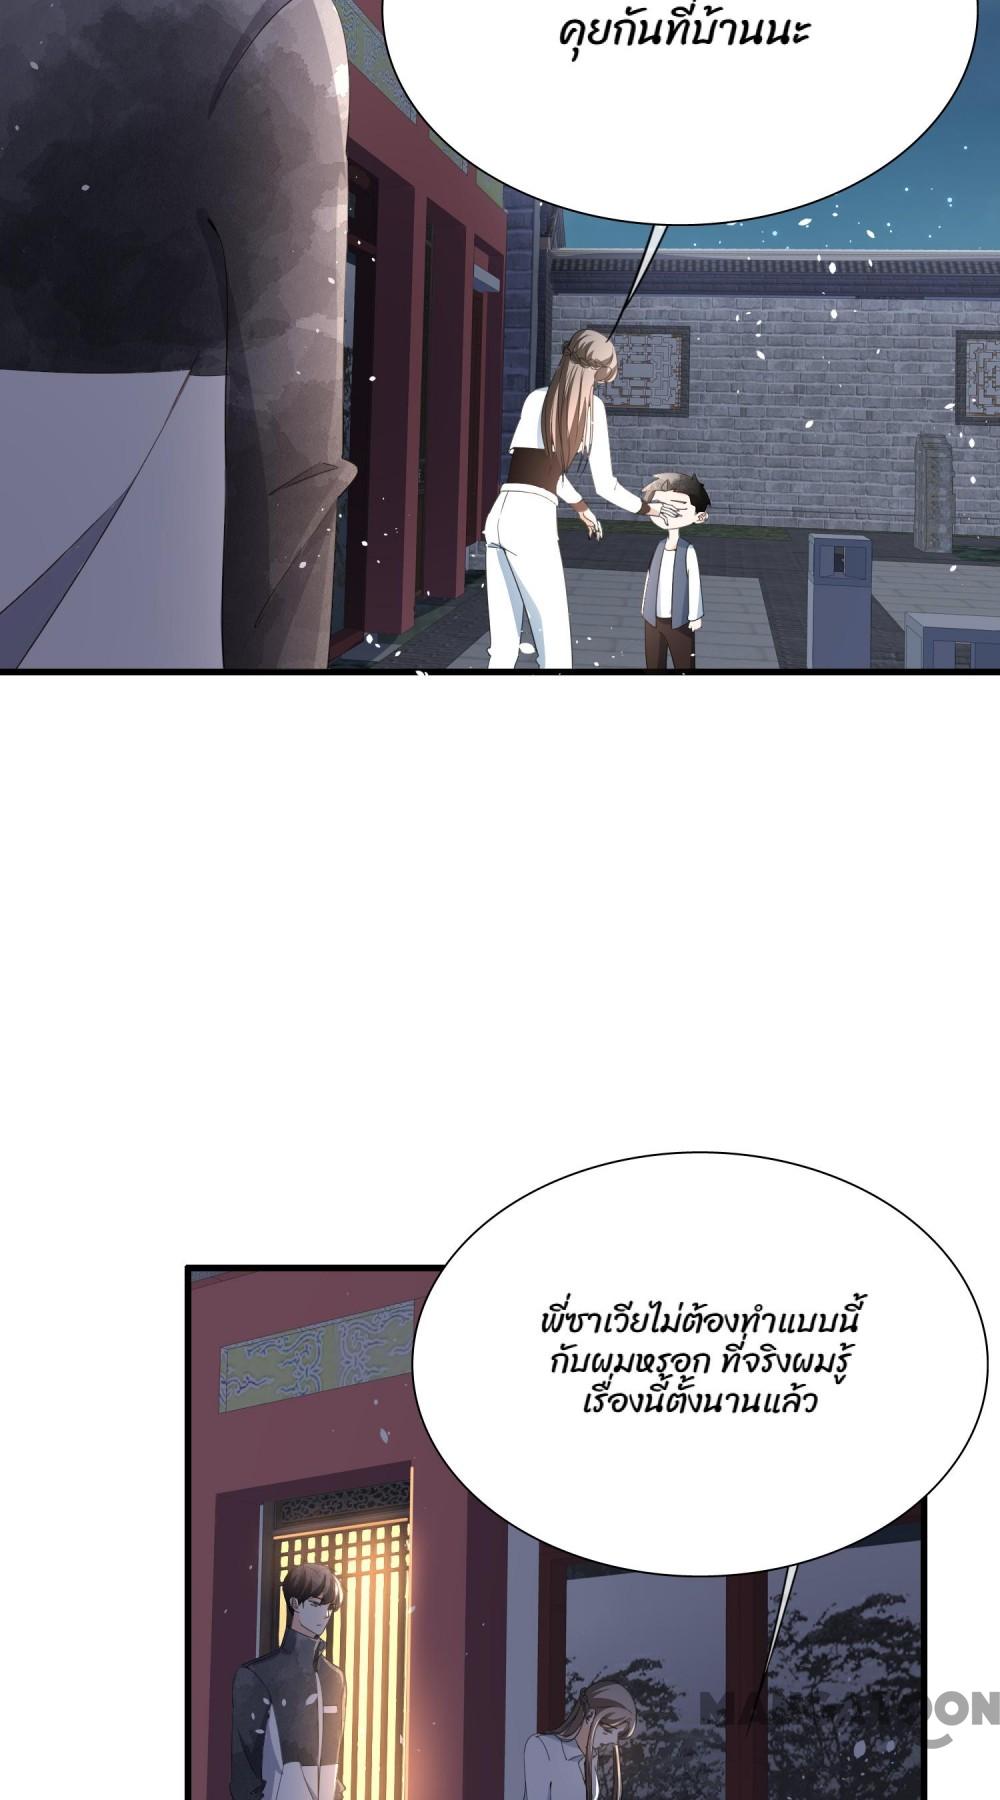 คุยกันที่บ้านนะ
พี่ซาเวียไม่ต้องทำแบบนี้
กับผมหรอก ที่จริงผมรู้
เรื่องนี้ตั้งนานแล้ว